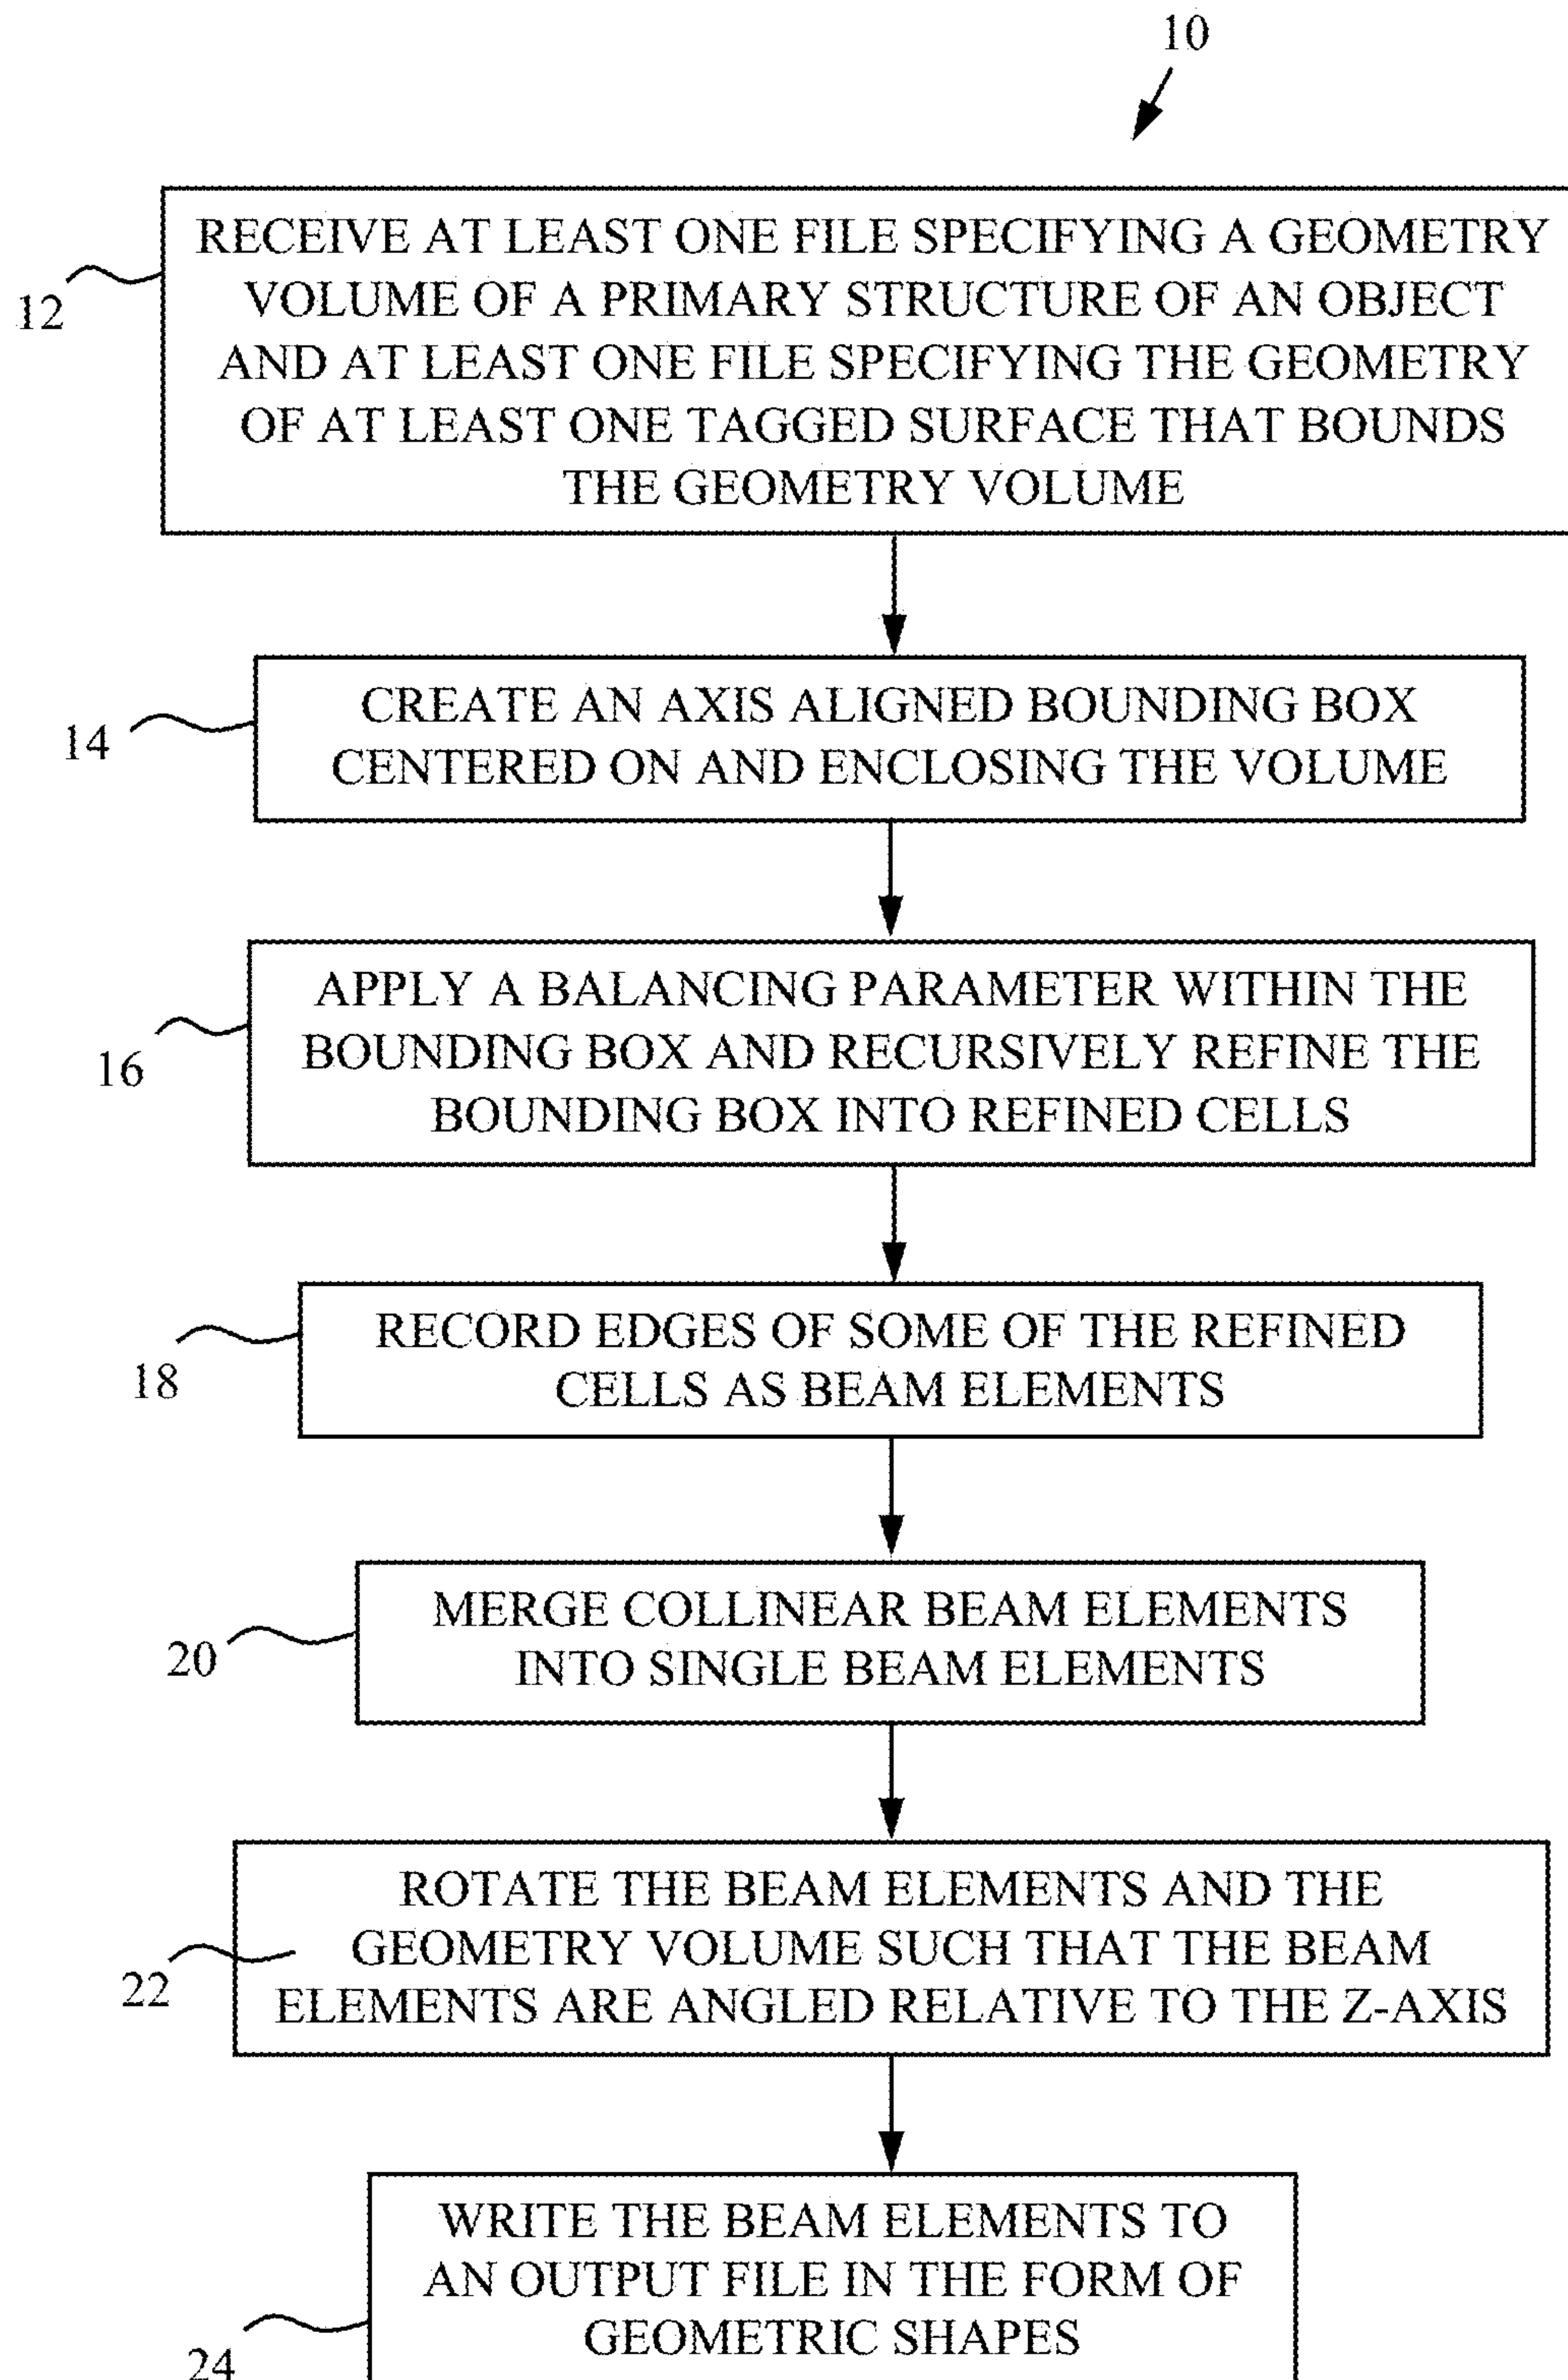 10
RECEIVE AT LEAST ONE FILE SPECIFYING A GEOMETRY
VOLUME OF A PRIMARY STRUCTURE OF AN OBJECT
AND AT LEAST ONE FILE SPECIFYING THE GEOMETRY
OF AT LEAST ONE TAGGED SURFACE THAT BOUNDS
THE GEOMETRY VOLUME
12
CREATE AN AXIS ALIGNED BOUNDING BOX
CENTERED ON AND ENCLOSING THE VOLUME
14
APPLY A BALANCING PARAMETER WITHIN THE
BOUNDING BOX AND RECURSIVELY REFINE THE
BOUNDING BOX INTO REFINED CELLS
16
RECORD EDGES OF SOME OF THE REFINED
CELLS AS BEAM ELEMENTS
18
MERGE COLLINEAR BEAM ELEMENTS
INTO SINGLE BEAM ELEMENTS
20
ROTATE THE BEAM ELEMENTS AND THE
GEOMETRY VOLUME SUCH THAT THE BEAM
ELEMENTS ARE ANGLED RELATIVE TO THE Z-AXIS
22
WRITE THE BEAM ELEMENTS TO
AN OUTPUT FILE IN THE FORM OF
GEOMETRIC SHAPES
24